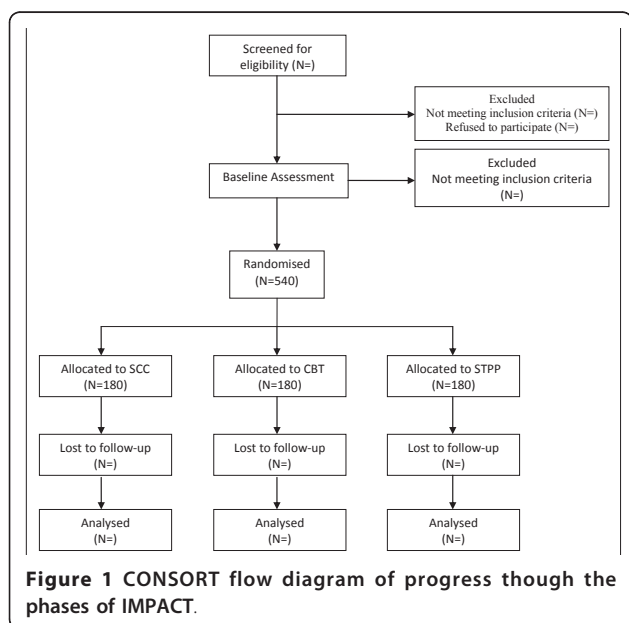 Screened for
eligibility (N=)
Excluded
Not meeting inclusion criteria (N=)
Refused to participate (N=)
Baseline Assessment
Excluded
Not meeting inclusion criteria
(N=)
Randomised
(N=540)
Allocated to SCC
(N=180)
Allocated to CBT
(N=180)
Allocated to STPP
(N=180)
Lost to follow-up
(N=)
Lost to follow-up
(N=)
Lost to follow-up
(N=)
Analysed
(N=)
Analysed
(N=)
Analysed
(N=)
Figure 1 CONSORT flow diagram of progress though the
phases of IMPACT.